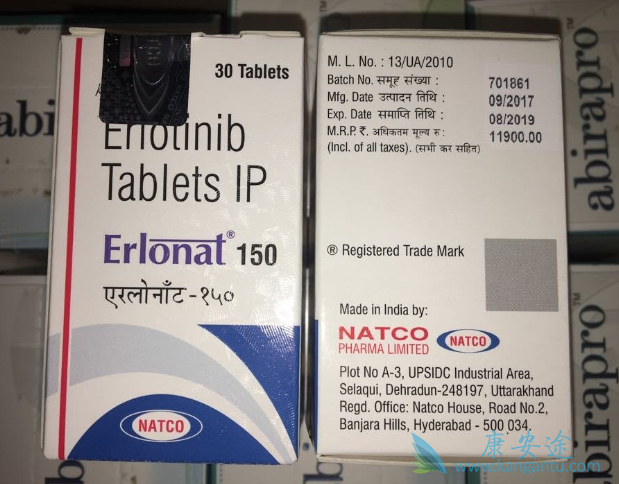 30 Tablets
Erlotinib
Tablets IP
Erlonat® 150
एरलोनाँट -१५०
NATCO
M. L. No. : 13/UA/2010
Batch No. समूह संख्या : 701861
Mfg. Date उत्पादन तिथि : 09/2017
Exp. Date समाप्ति तिथि : 08/2019
M.R.P. ₹. अधिकतम मूल्य रु : 11900.00
(Incl. of all taxes). (सभी कर सहित)
® Registered Trade Mark
Made in India by:
NATCO
PHARMA LIMITED
NATCO
Plot No A-3, UPSIDC Industrial Area,
Selaqui, Dehradun-248197, Uttarakhand
Regd. Office: Natco House, Road No.2,
Banjara Hills, Hyderabad - 500 034.
abi
abirapro™
abirapro™
康安途
www.kangantu.com